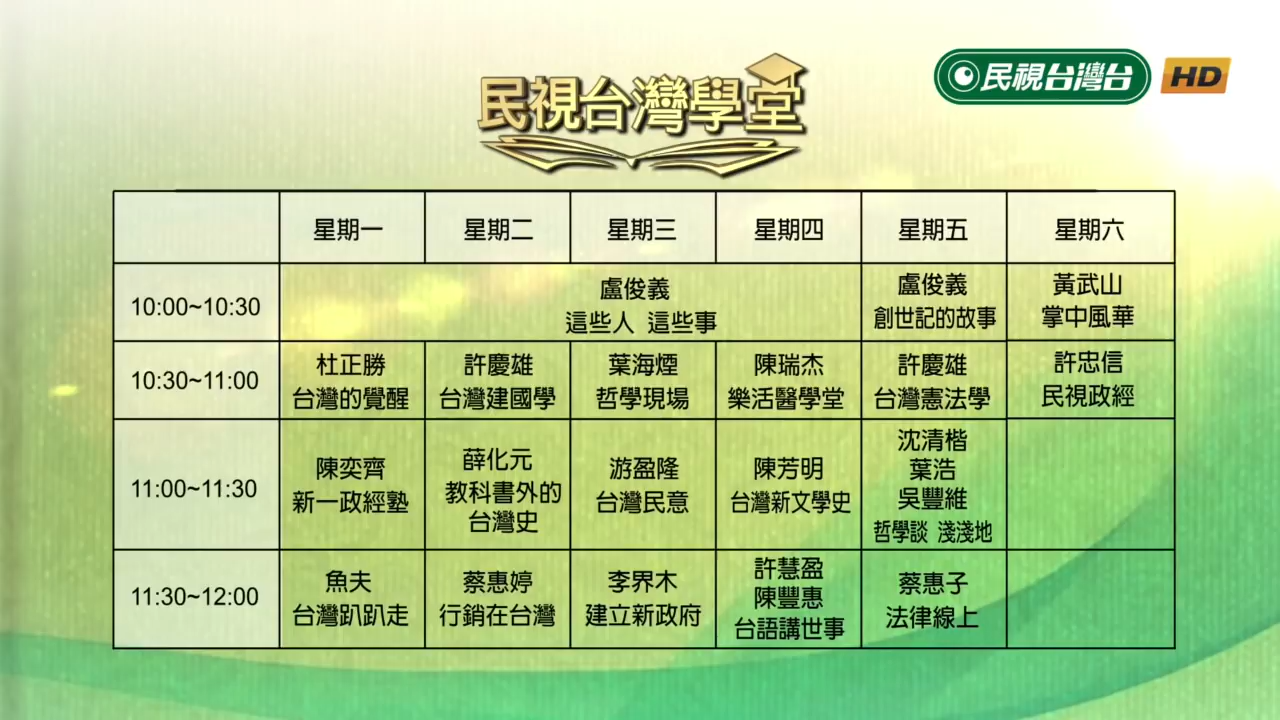 民視台灣學堂
民視台灣台 HD
星期一 星期二 星期三 星期四 星期五 星期六
10:00~10:30
盧俊義
這些人 這些事
盧俊義
創世記的故事
黃武山
掌中風華
10:30~11:00
杜正勝
台灣的覺醒
許慶雄
台灣建國學
葉海煙
哲學現場
陳瑞杰
樂活醫學堂
許慶雄
台灣憲法學
許忠信
民視政經
11:00~11:30
陳奕齊
新一政經塾
薛化元
教科書外的
台灣史
游盈隆
台灣民意
陳芳明
台灣新文學史
沈清楷
葉浩
吳豐維
哲學談 淺淺地
11:30~12:00
魚夫
台灣趴趴走
蔡惠婷
行銷在台灣
李界木
建立新政府
許慧盈
陳豐惠
台語講世事
蔡惠子
法律線上